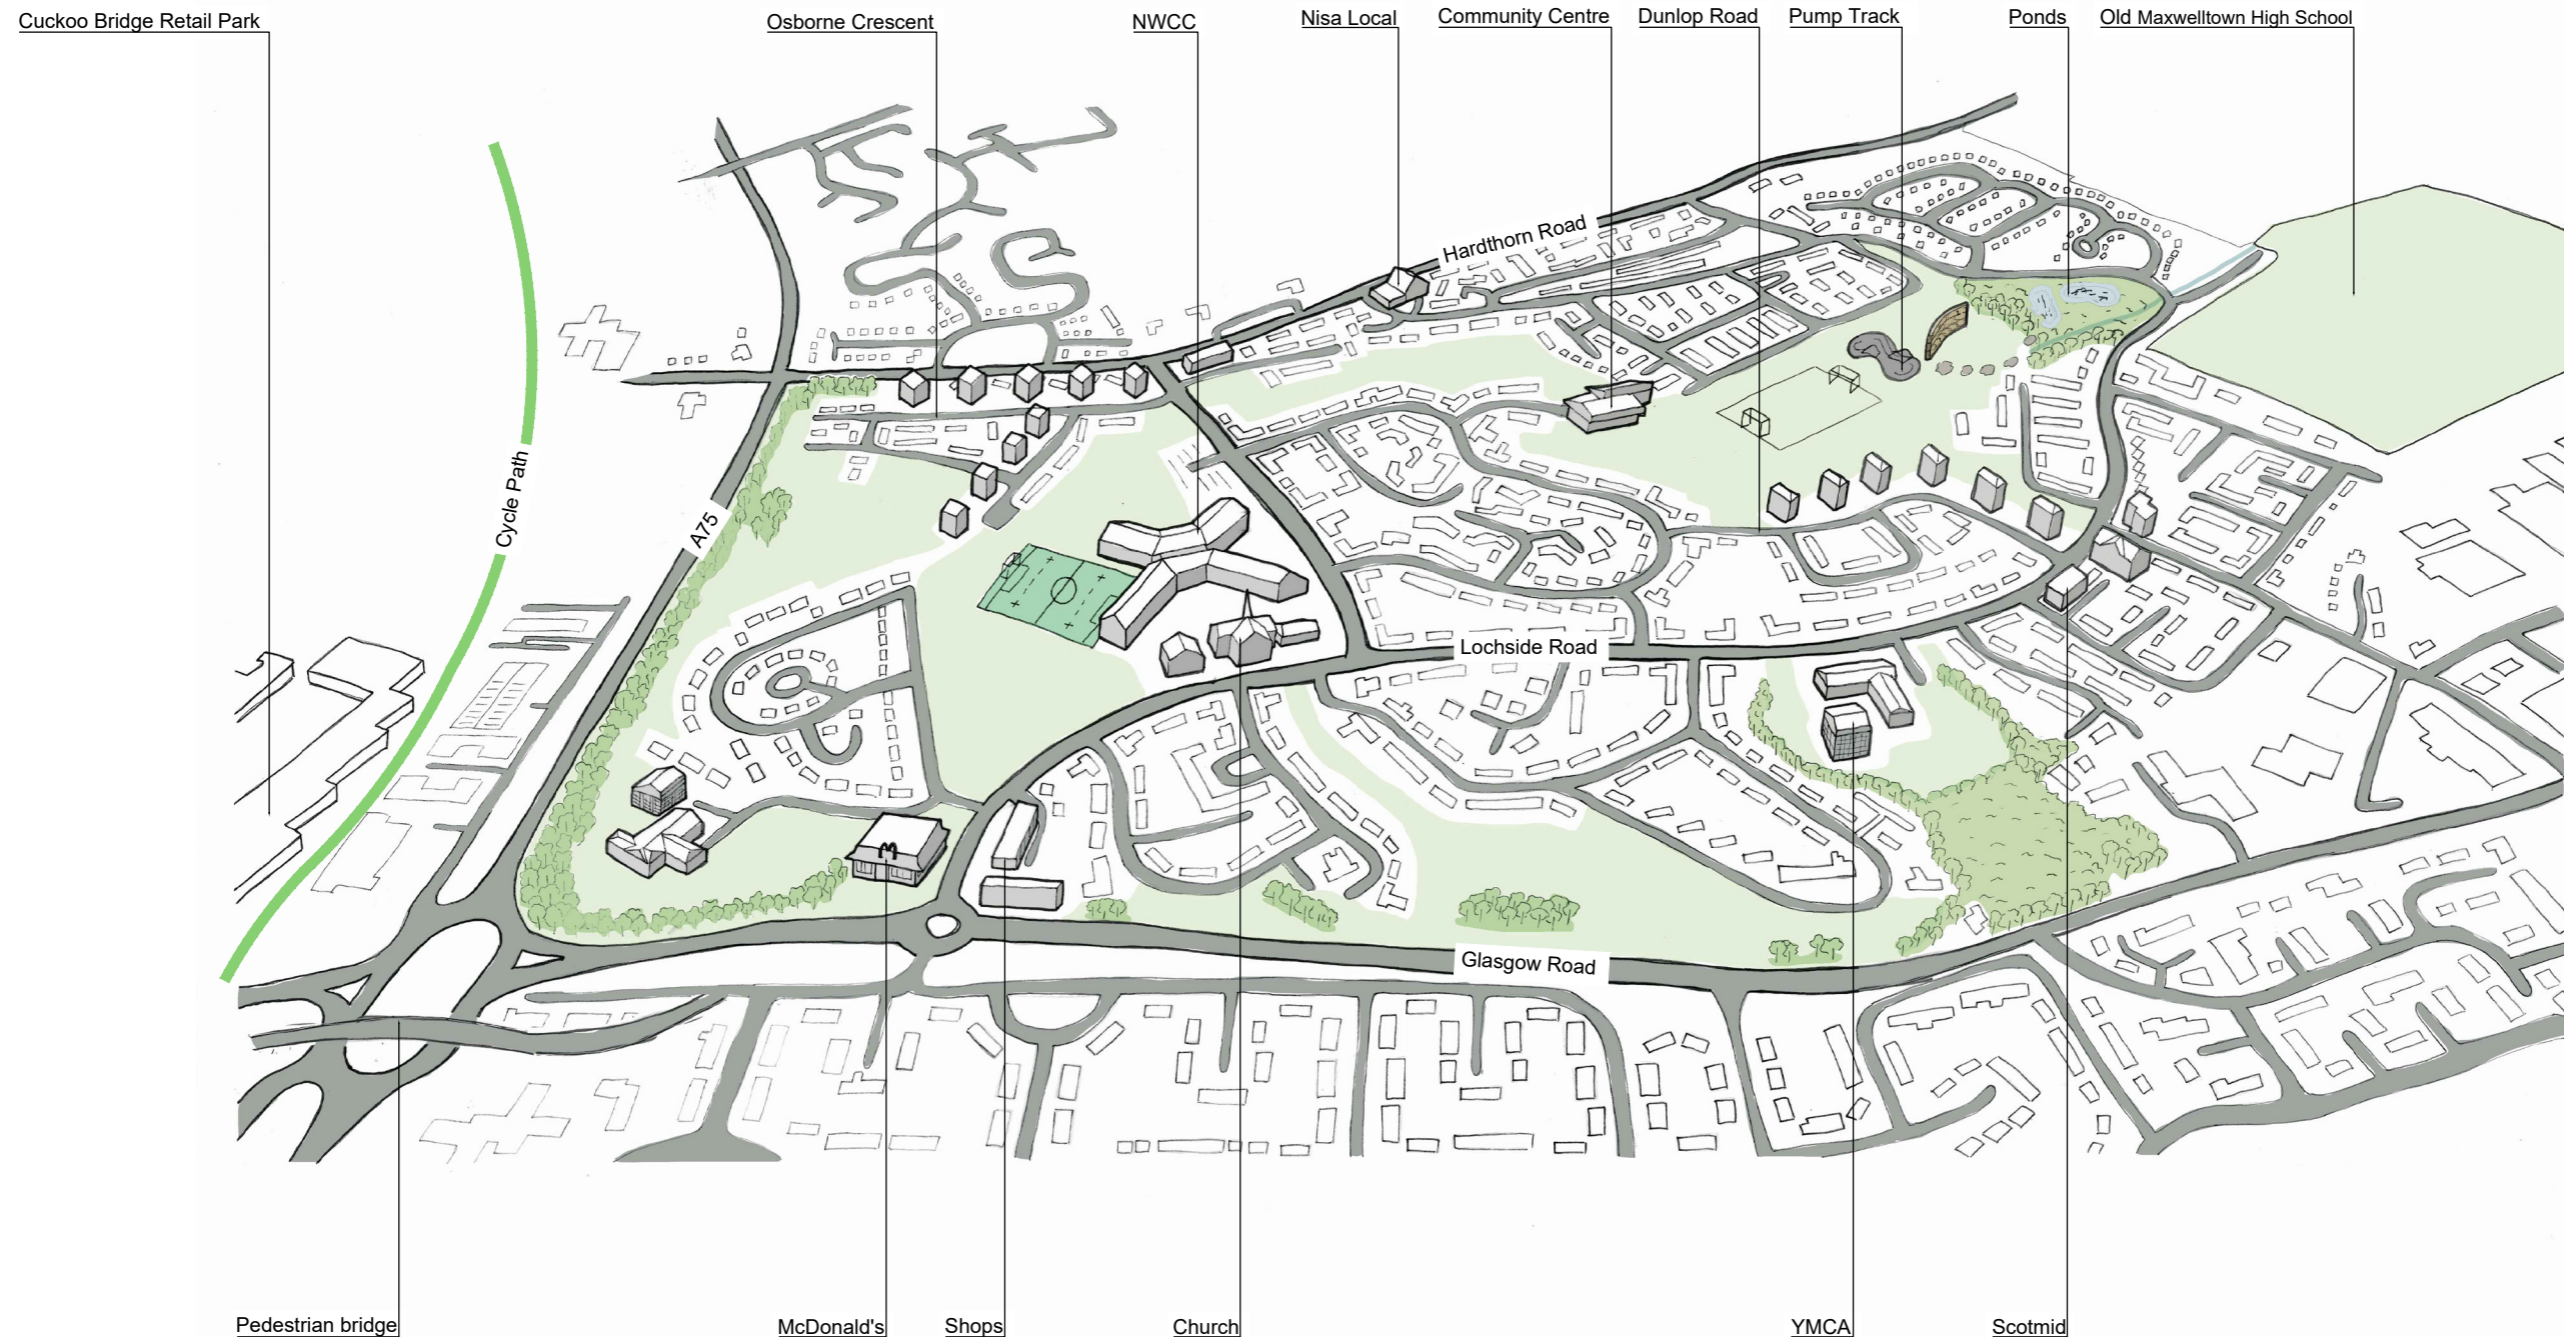 Cuckoo Bridge Retail Park
Osborne Crescent
NWCC
Nisa Local
Community Centre
Dunlop Road
Pump Track
Ponds
Old Maxwelltown High School
Hardthorn Road
Cycle Path
A75
Lochside Road
Glasgow Road
Pedestrian bridge
McDonald's
Shops
Church
YMCA
Scotmid